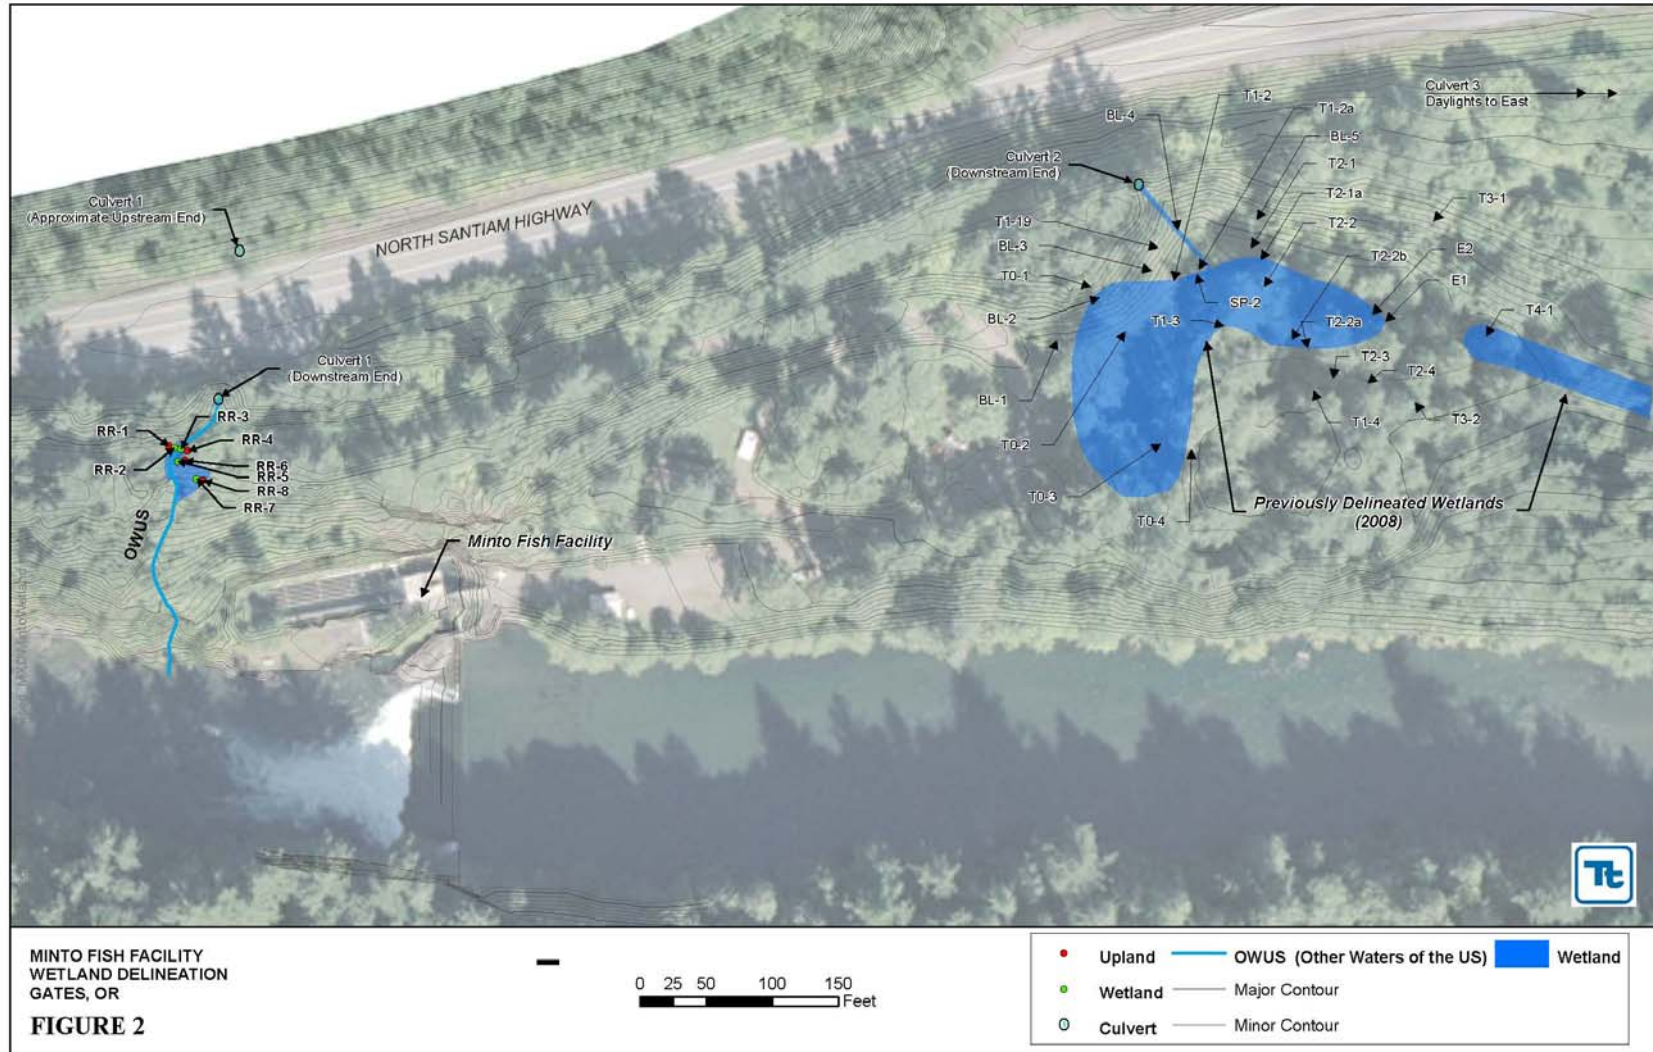 Culvert 3
Daylights to East
T1-2
T1-2a
BL-4
BL-5
Culvert 2
(Downstream End)
T2-1
T2-1a
T3-1
Culvert 1
(Approximate Upstream End)
NORTH SANTIAM HIGHWAY
T1-19
T2-2
BL-3
T2-2b
E2
T0-1
E1
SP-2
BL-2
T1-3
T2-2a
T4-1
Culvert 1
(Downstream End)
T2-3
T2-4
BL-1
RR-3
T1-4
T3-2
RR-1
RR-4
T0-2
RR-2
RR-6
RR-5
RR-8
RR-7
T0-3
Previously Delineated Wetlands
(2008)
T0-4
OWUS
Minto Fish Facility
Tt
MINTO FISH FACILITY
WETLAND DELINEATION
GATES, OR
FIGURE 2
0 25 50 100 150
Feet
Upland
OWUS (Other Waters of the US)
Wetland
Wetland
Major Contour
Culvert
Minor Contour